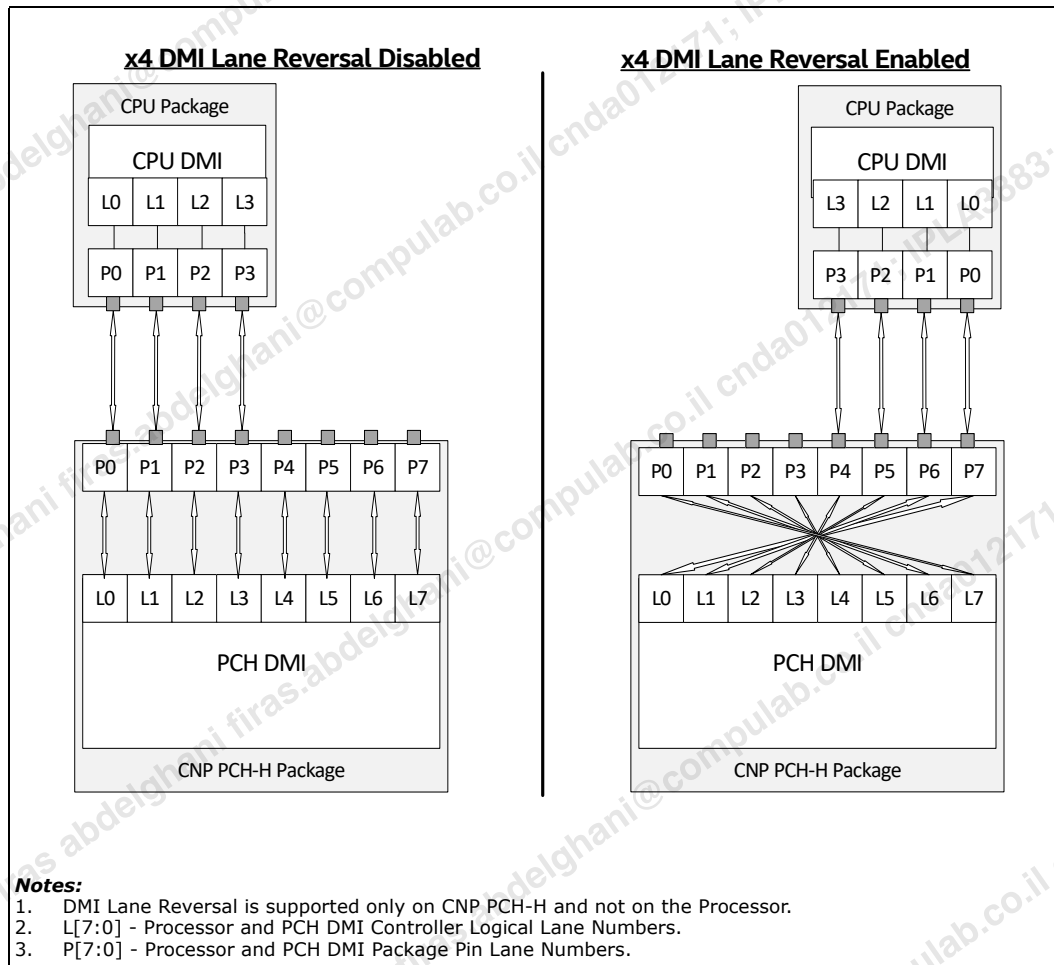 x4 DMI Lane Reversal Disabled
CPU Package
CPU DMI
L0 L1 L2 L3
P0 P1 P2 P3
P0 P1 P2 P3 P4 P5 P6 P7
L0 L1 L2 L3 L4 L5 L6 L7
PCH DMI
CNP PCH-H Package
x4 DMI Lane Reversal Enabled
CPU Package
CPU DMI
L3 L2 L1 L0
P3 P2 P1 P0
P0 P1 P2 P3 P4 P5 P6 P7
L0 L1 L2 L3 L4 L5 L6 L7
PCH DMI
CNP PCH-H Package
Notes:
1. DMI Lane Reversal is supported only on CNP PCH-H and not on the Processor.
2. L[7:0] - Processor and PCH DMI Controller Logical Lane Numbers.
3. P[7:0] - Processor and PCH DMI Package Pin Lane Numbers.